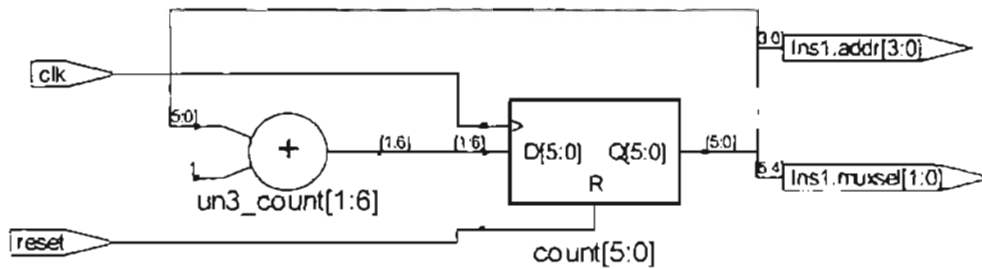 3:0
Ins1.addr[3:0]
clk
[5:0]
+
1
[1:6]
[1:6]
D[5:0]
Q[5:0]
[5:0]
5:4
Ins1.muxsel[1:0]
un3_count[1:6]
R
reset
count[5:0]